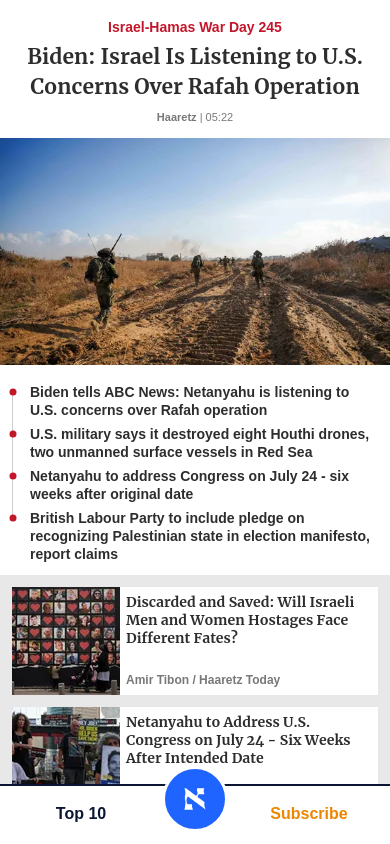 Israel-Hamas War Day 245
Biden: Israel Is Listening to U.S.
Concerns Over Rafah Operation
Haaretz | 05:22
Biden tells ABC News: Netanyahu is listening to
U.S. concerns over Rafah operation
U.S. military says it destroyed eight Houthi drones,
two unmanned surface vessels in Red Sea
Netanyahu to address Congress on July 24 - six
weeks after original date
British Labour Party to include pledge on
recognizing Palestinian state in election manifesto,
report claims
Discarded and Saved: Will Israeli
Men and Women Hostages Face
Different Fates?
Amir Tibon / Haaretz Today
Netanyahu to Address U.S.
Congress on July 24 - Six Weeks
After Intended Date
Top 10
Subscribe